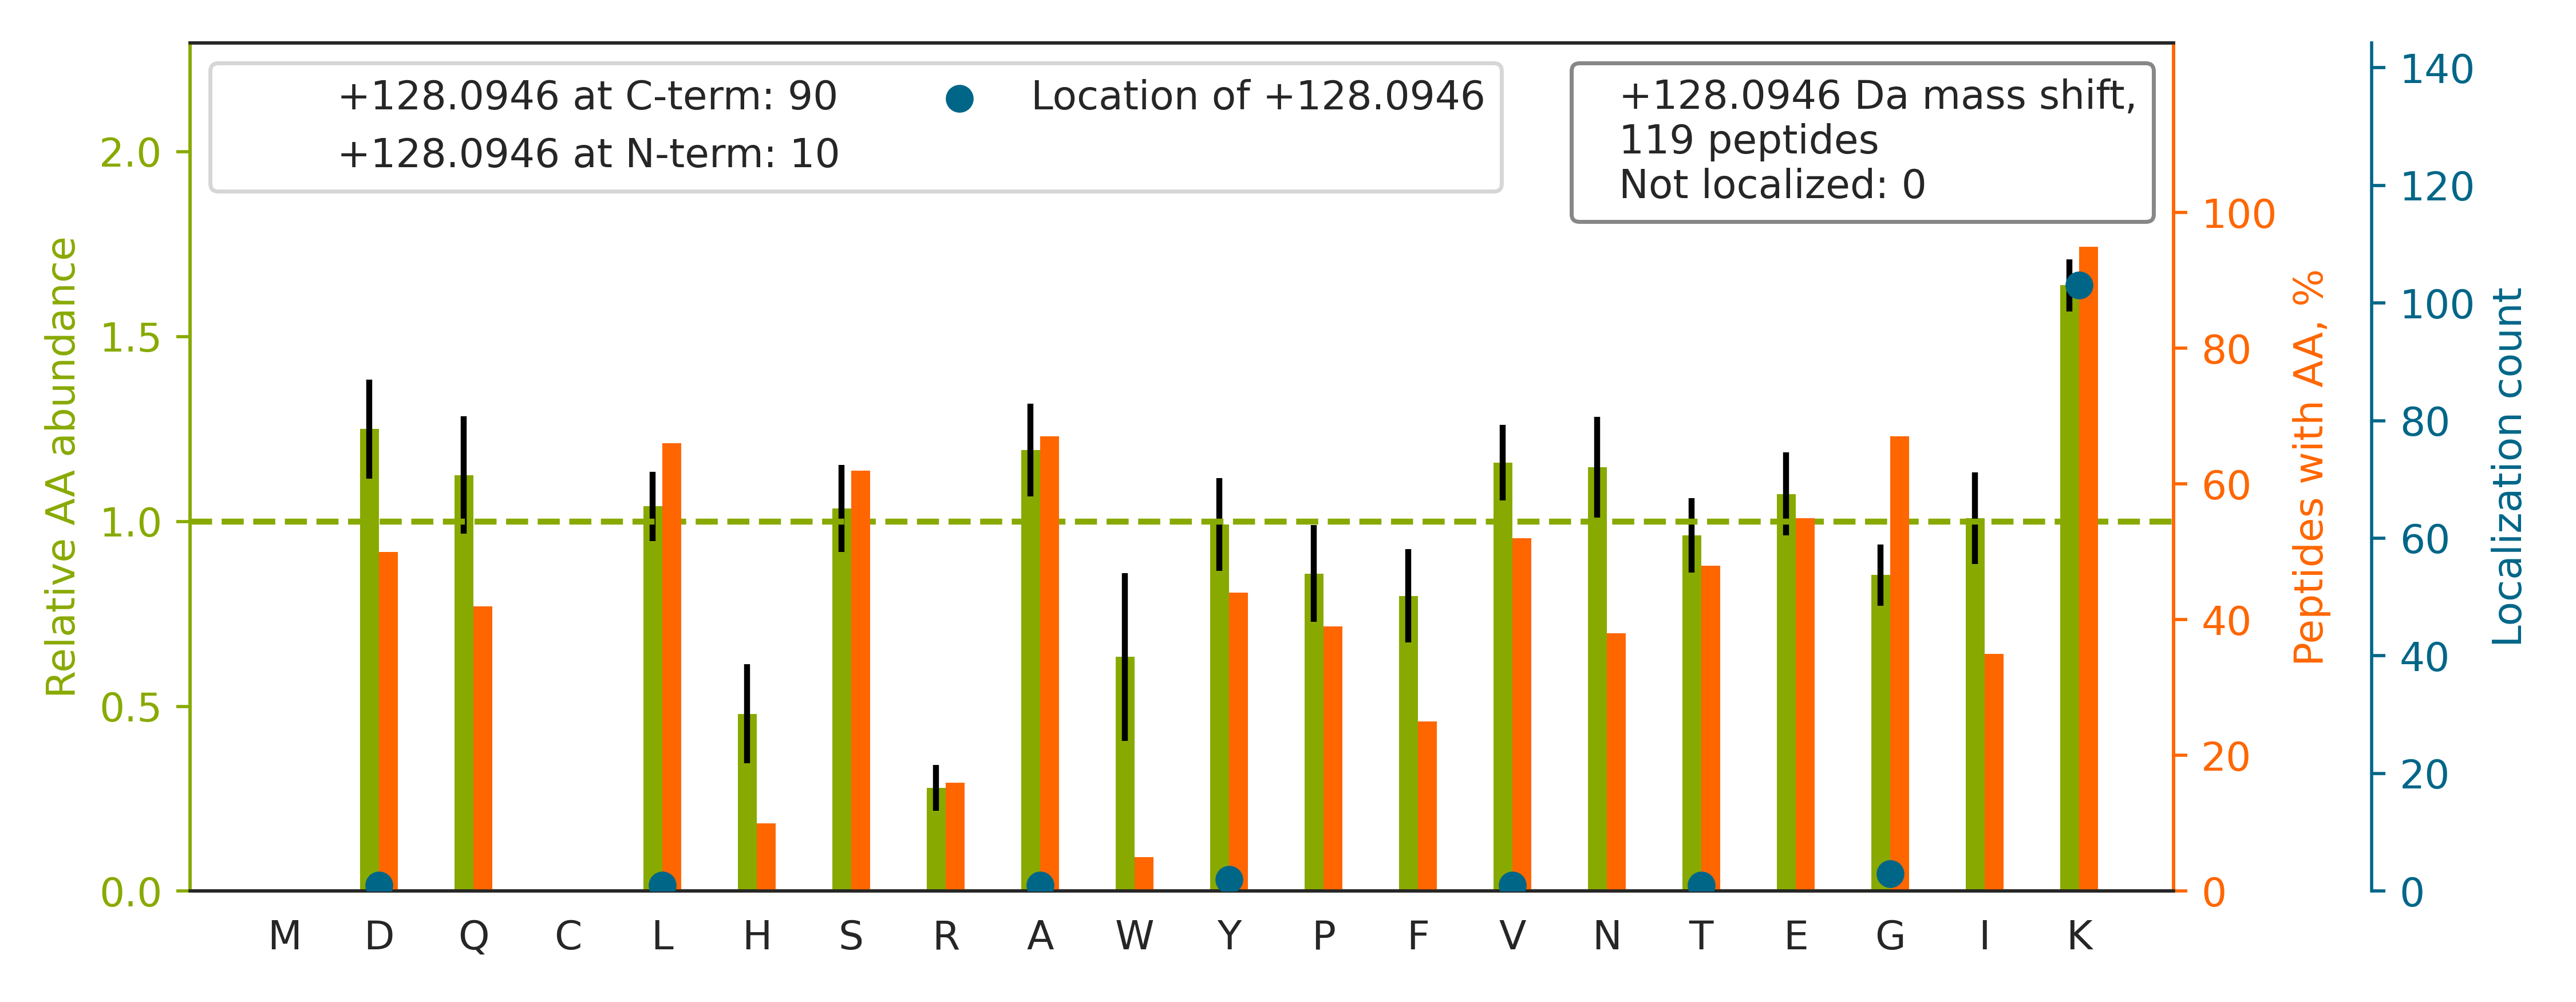 +128.0946 at C-term: 90
+128.0946 at N-term: 10
Location of +128.0946
+128.0946 Da mass shift,
119 peptides
Not localized: 0
Relative AA abundance
2.0
1.5
1.0
0.5
0.0
M D Q C L H S R A W Y P F V N T E G I K
100
80
60
40
20
0
Peptides with AA, %
140
120
100
80
60
40
20
0
Localization count